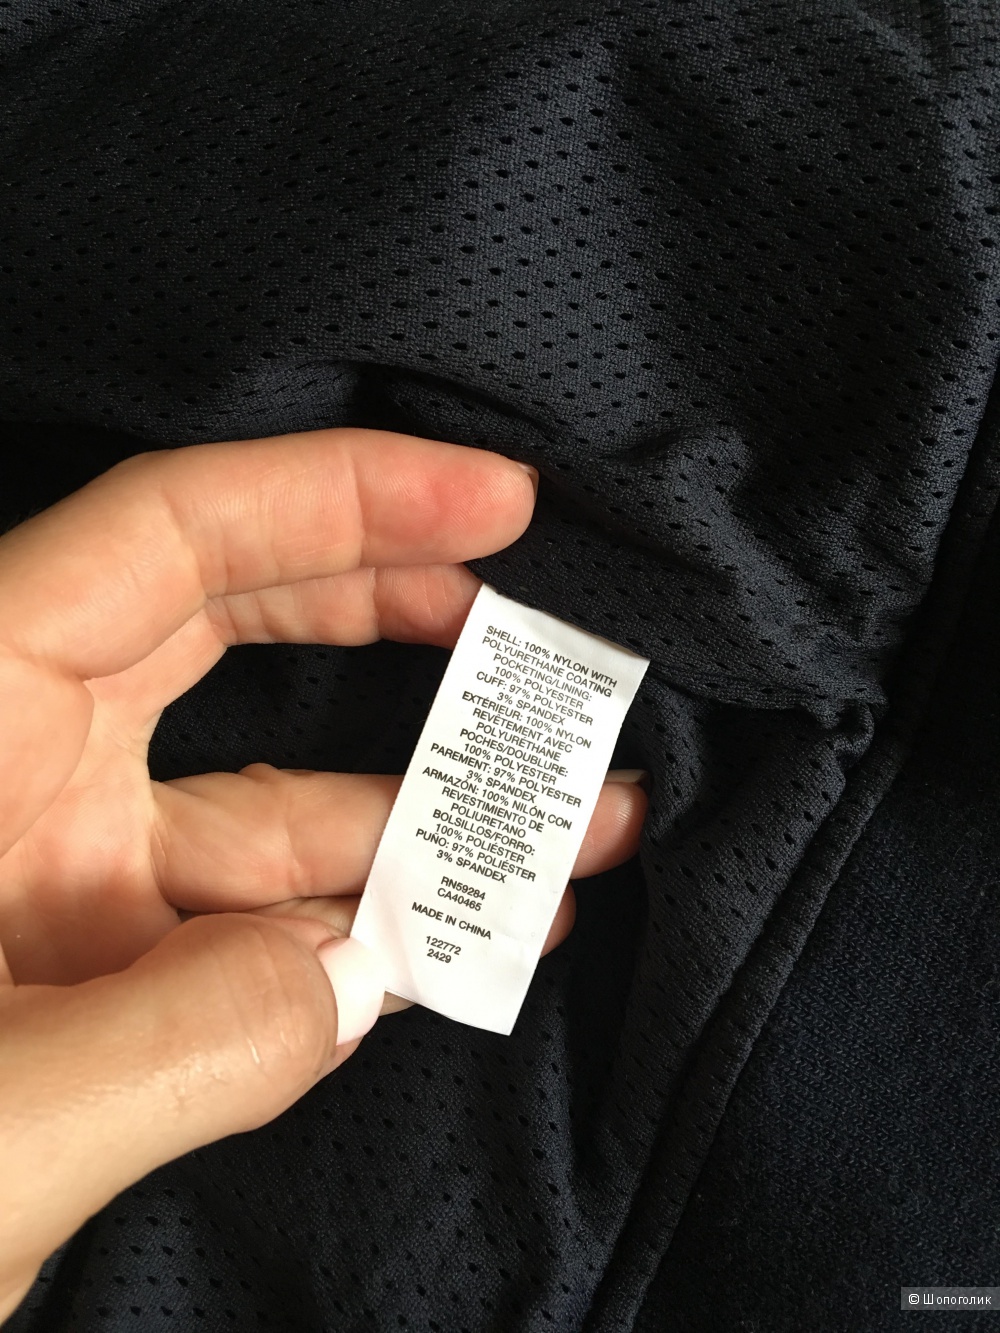 SHELL: 100% NYLON WITH
POLYURETHANE COATING
POCKETING/LINING:
100% POLYESTER
CUFF: 97% POLYESTER
3% SPANDEX
EXTÉRIEUR: 100% NYLON
REVÊTEMENT AVEC
POLYURÉTHANE
POCHES/DOUBLURE:
100% POLYESTER
PAREMENT: 97% POLYESTER
3% SPANDEX
ARMAZÓN: 100% NILÓN CON
REVESTIMIENTO DE
POLIURETANO
BOLSILLOS/FORRO:
100% POLIÉSTER
PUÑO: 97% POLIÉSTER
3% SPANDEX
RN59284
CA40465
MADE IN CHINA
122772
2429
© Шопоголик